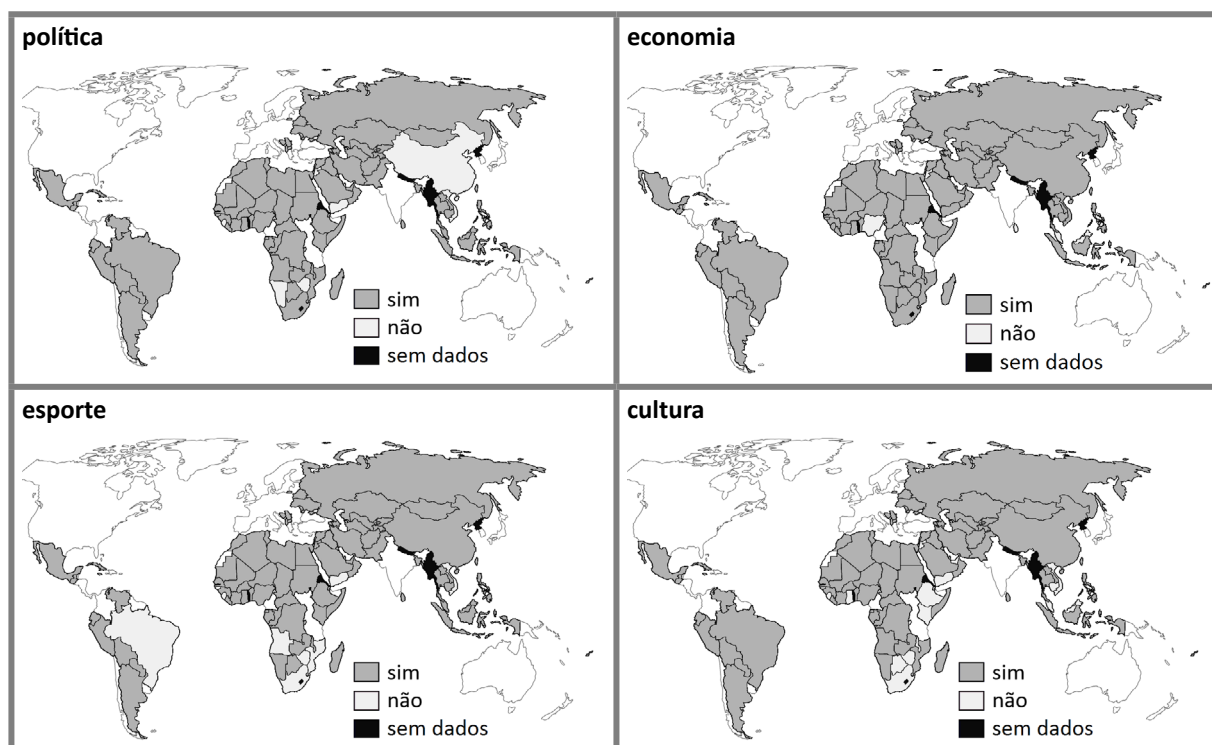 política
sim
não
sem dados
economia
sim
não
sem dados
esporte
sim
não
sem dados
cultura
sim
não
sem dados